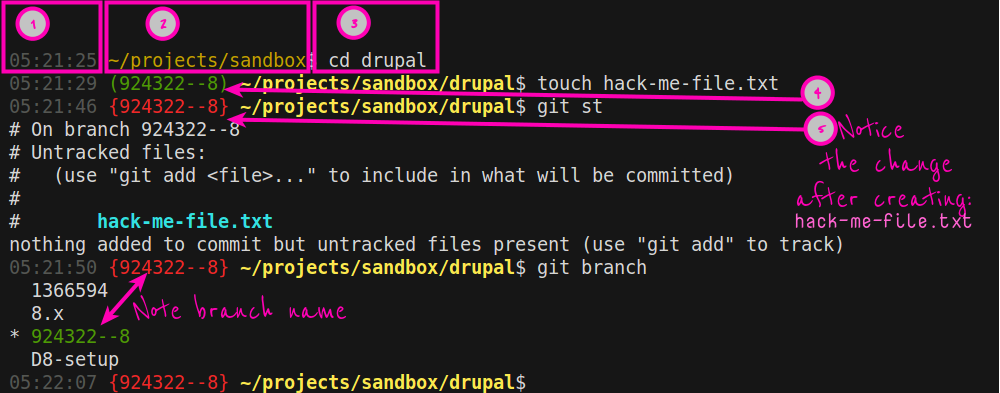 1 2 3
05:21:25 ~/projects/sandbox$ cd drupal
05:21:29 (924322--8) ~/projects/sandbox/drupal$ touch hack-me-file.txt 4
05:21:46 {924322--8} ~/projects/sandbox/drupal$ git st
# On branch 924322--8 5 Notice
# Untracked files: the change
#   (use "git add <file>..." to include in what will be committed) after creating:
#
#       hack-me-file.txt hack-me-file.txt
nothing added to commit but untracked files present (use "git add" to track)
05:21:50 {924322--8} ~/projects/sandbox/drupal$ git branch
  1366594
  8.x Note branch name
* 924322--8
  D8-setup
05:22:07 {924322--8} ~/projects/sandbox/drupal$